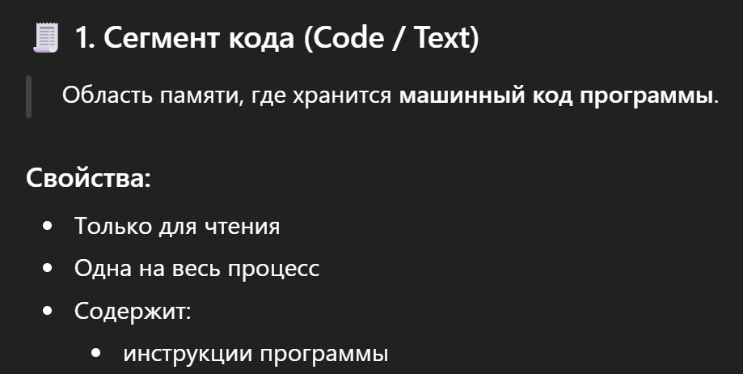 1. Сегмент кода (Code / Text)
Область памяти, где хранится машинный код программы.
Свойства:
Только для чтения
Одна на весь процесс
Содержит:
инструкции программы